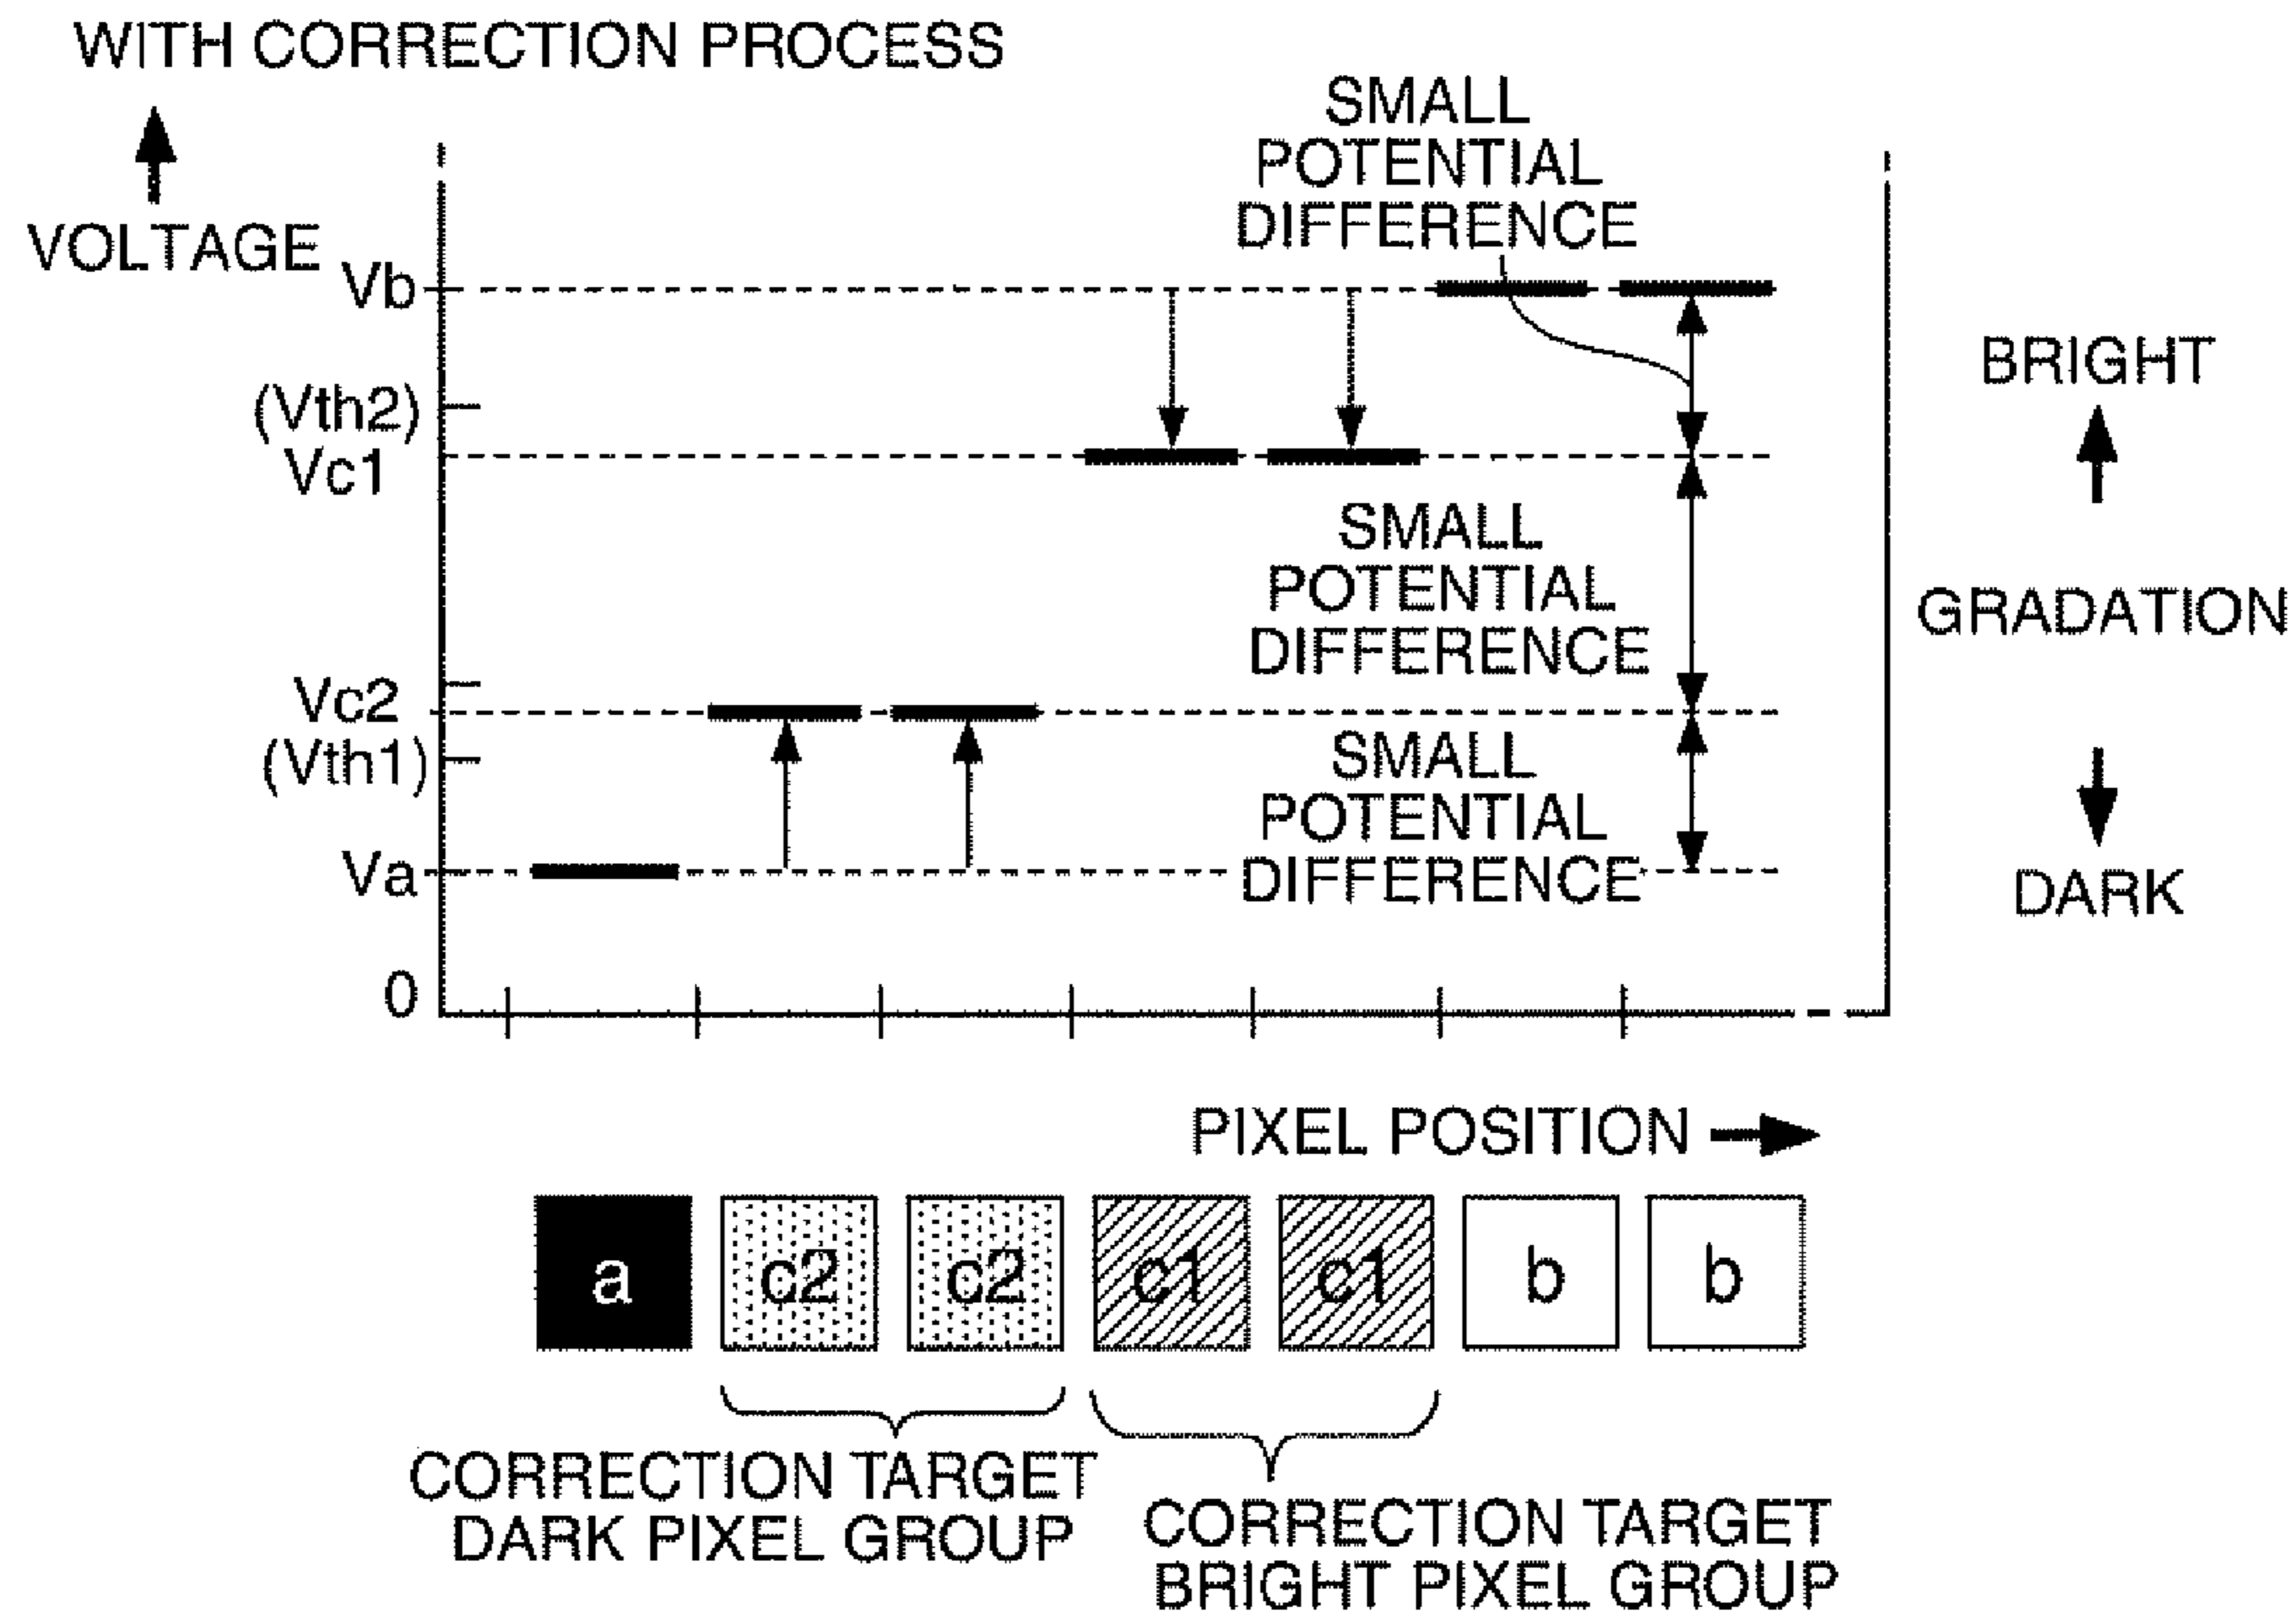 WITH CORRECTION PROCESS
VOLTAGE
SMALL
POTENTIAL
DIFFERENCE
Vb
(Vth2)
Vc1
BRIGHT
SMALL
POTENTIAL
DIFFERENCE
GRADATION
Vc2
(Vth1)
SMALL
POTENTIAL
DIFFERENCE
Va
DARK
0
PIXEL POSITION
a c2 c2 c1 c1 b b
CORRECTION TARGET
DARK PIXEL GROUP
CORRECTION TARGET
BRIGHT PIXEL GROUP